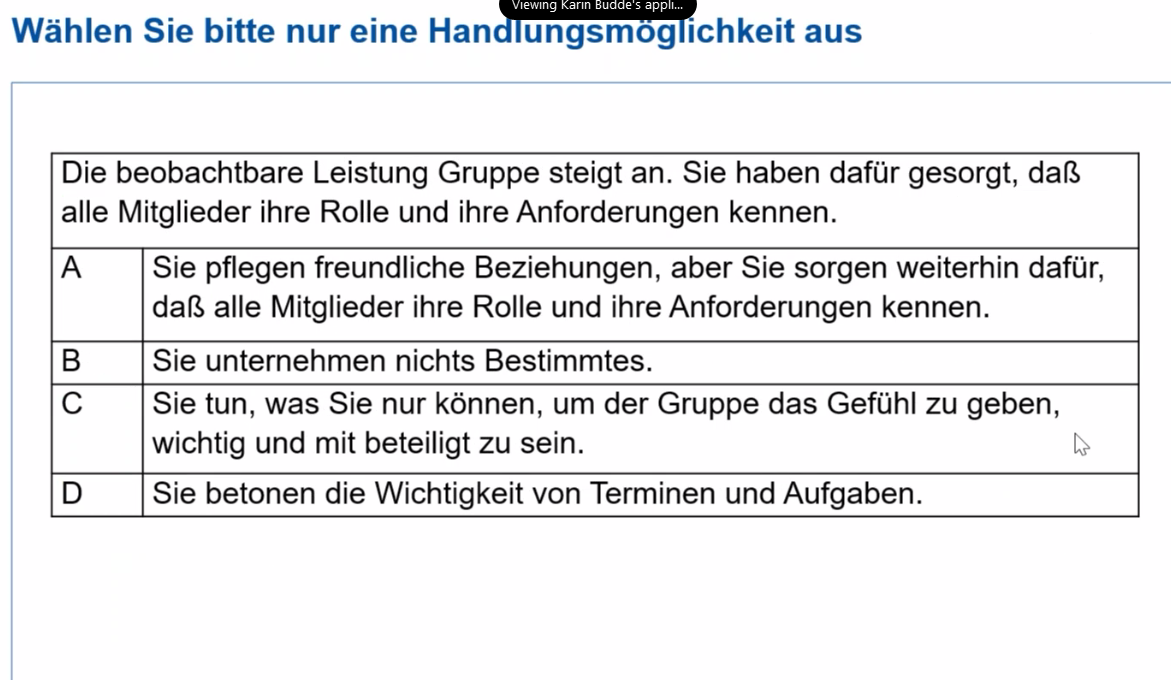 Viewing Karin Budde's appli...
Wählen Sie bitte nur eine Handlungsmöglichkeit aus
Die beobachtbare Leistung Gruppe steigt an. Sie haben dafür gesorgt, daß
alle Mitglieder ihre Rolle und ihre Anforderungen kennen.
A Sie pflegen freundliche Beziehungen, aber Sie sorgen weiterhin dafür,
daß alle Mitglieder ihre Rolle und ihre Anforderungen kennen.
B Sie unternehmen nichts Bestimmtes.
C Sie tun, was Sie nur können, um der Gruppe das Gefühl zu geben,
wichtig und mit beteiligt zu sein.
D Sie betonen die Wichtigkeit von Terminen und Aufgaben.